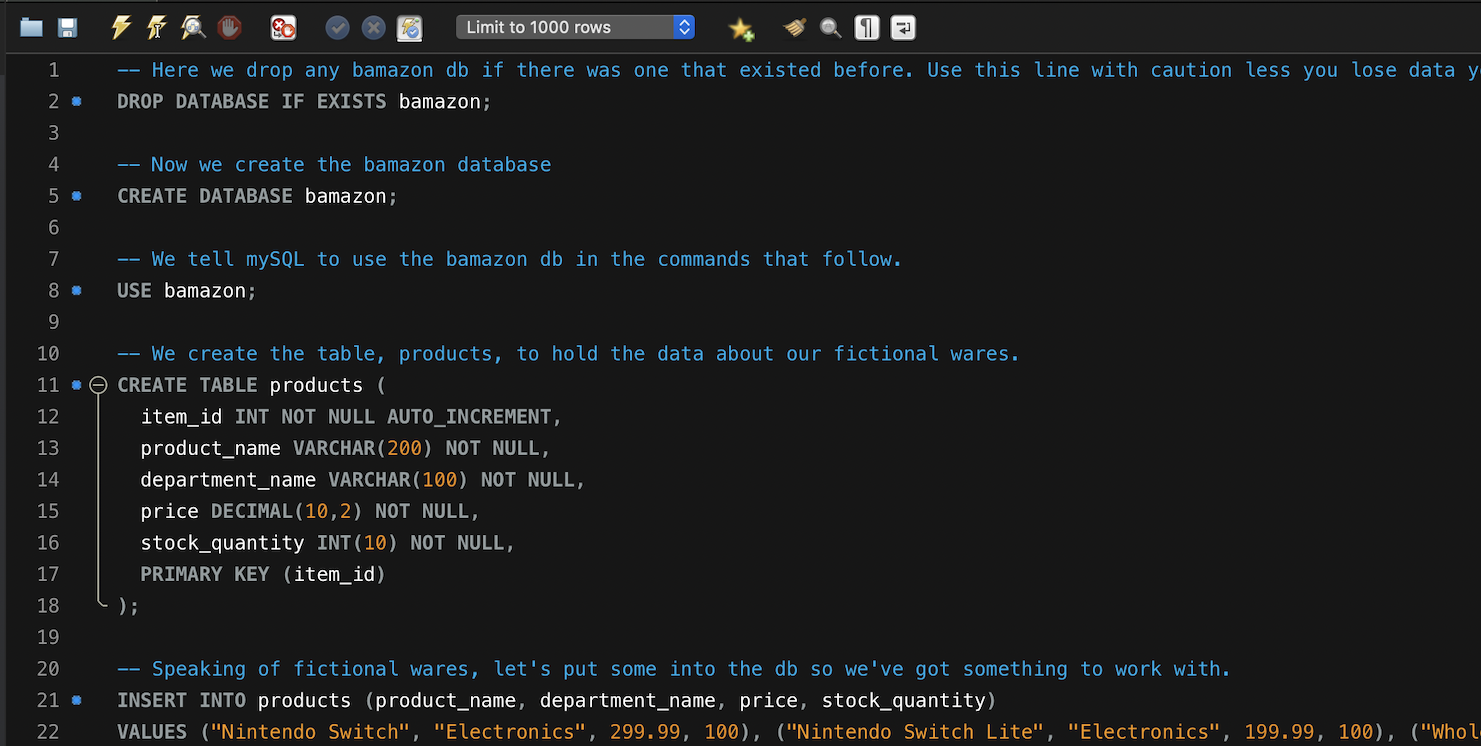 Limit to 1000 rows
1 -- Here we drop any bamazon db if there was one that existed before. Use this line with caution less you lose data
2 DROP DATABASE IF EXISTS bamazon;
3
4 -- Now we create the bamazon database
5 CREATE DATABASE bamazon;
6
7 -- We tell mySQL to use the bamazon db in the commands that follow.
8 USE bamazon;
9
10 -- We create the table, products, to hold the data about our fictional wares.
11 CREATE TABLE products (
12 item_id INT NOT NULL AUTO_INCREMENT,
13 product_name VARCHAR(200) NOT NULL,
14 department_name VARCHAR(100) NOT NULL,
15 price DECIMAL(10,2) NOT NULL,
16 stock_quantity INT(10) NOT NULL,
17 PRIMARY KEY (item_id)
18 );
19
20 -- Speaking of fictional wares, let's put some into the db so we've got something to work with.
21 INSERT INTO products (product_name, department_name, price, stock_quantity)
22 VALUES ("Nintendo Switch", "Electronics", 299.99, 100), ("Nintendo Switch Lite", "Electronics", 199.99, 100), (